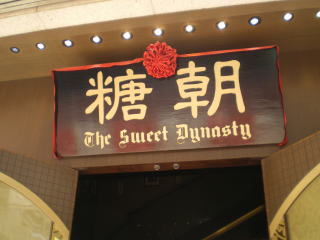 糖朝
The Sweet Dynasty